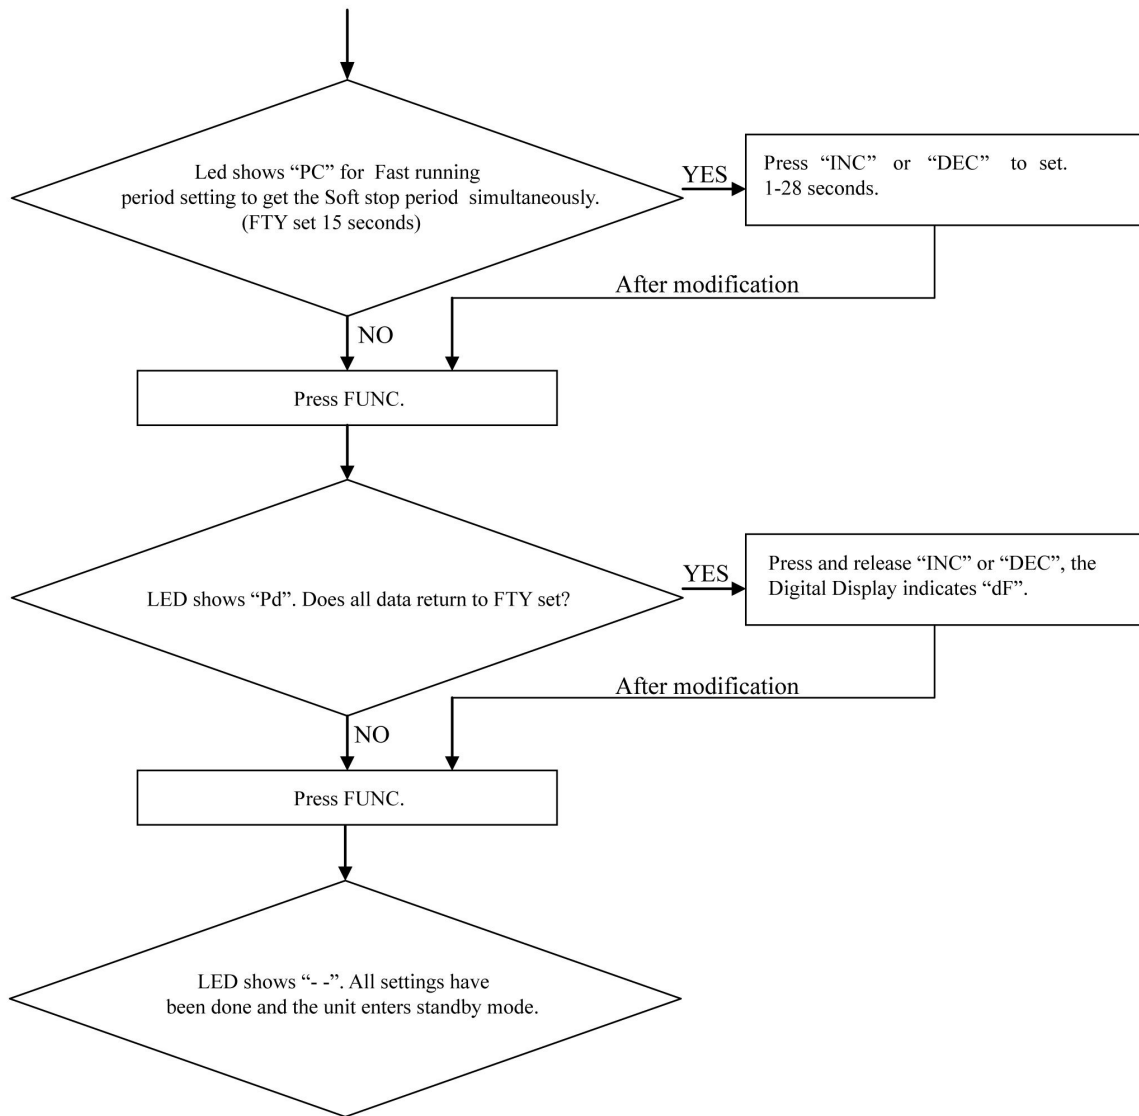 Led shows “PC” for Fast running
period setting to get the Soft stop period simultaneously.
(FTY set 15 seconds)
YES
Press “INC” or “DEC” to set.
1-28 seconds.
After modification
NO
Press FUNC.
LED shows “Pd”. Does all data return to FTY set?
YES
Press and release “INC” or “DEC”, the
Digital Display indicates “dF”.
After modification
NO
Press FUNC.
LED shows “- -”. All settings have
been done and the unit enters standby mode.